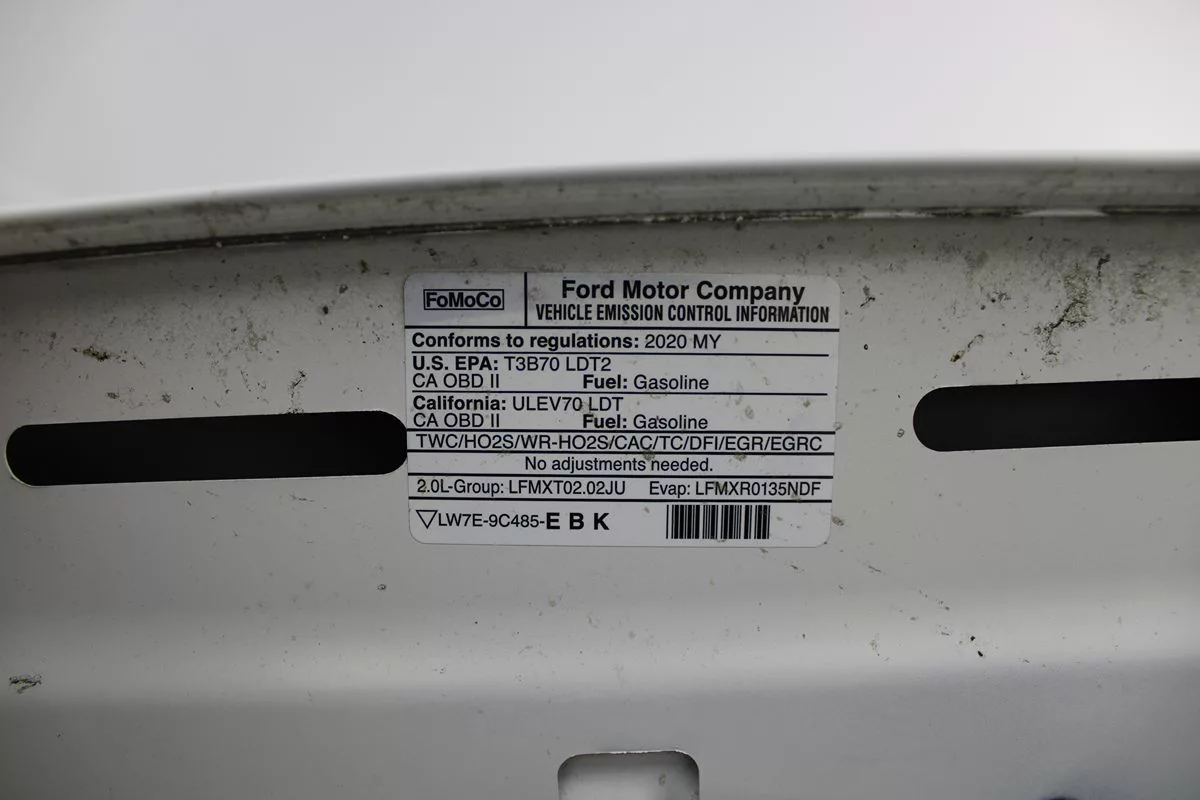 FoMoCo
Ford Motor Company
VEHICLE EMISSION CONTROL INFORMATION
Conforms to regulations: 2020 MY
U.S. EPA: T3B70 LDT2
CA OBD II Fuel: Gasoline
California: ULEV70 LDT
CA OBD II Fuel: Gasoline
TWC/HO2S/WR-HO2S/CAC/TC/DFI/EGR/EGRC
No adjustments needed.
2.0L-Group: LFMXT02.02JU Evap: LFMXR0135NDF
LW7E-9C485-E B K